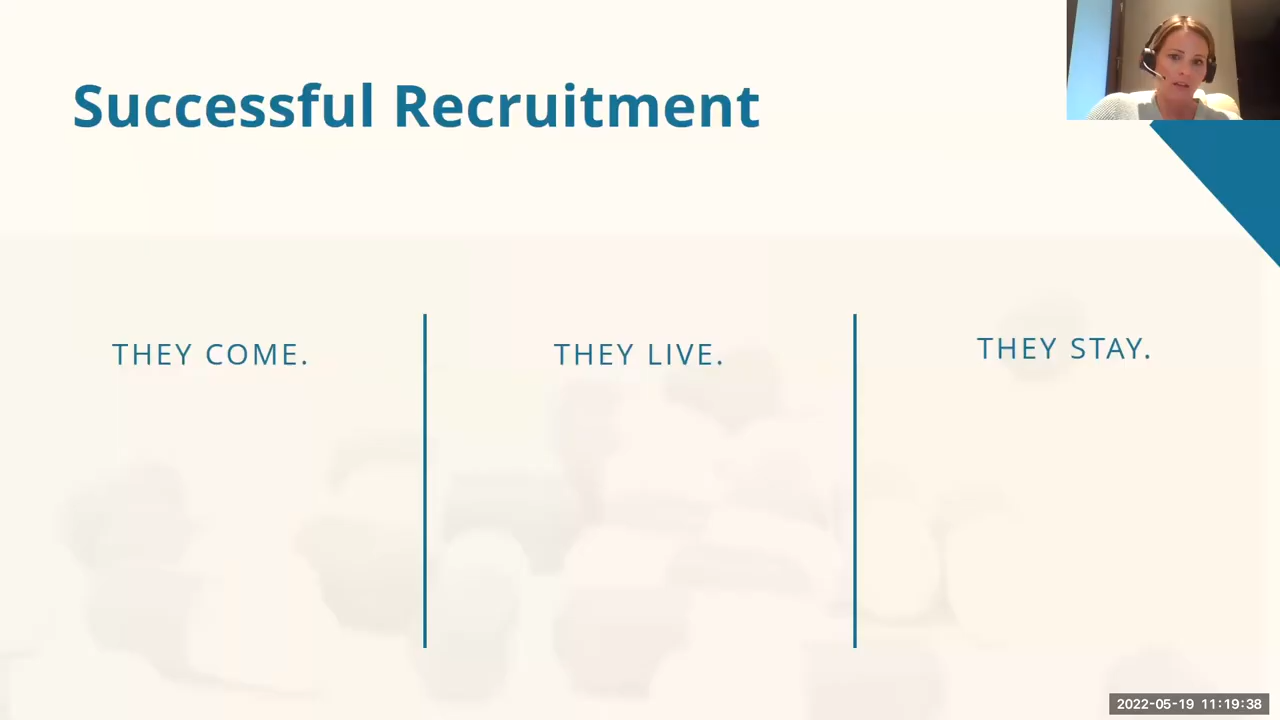 Successful Recruitment
THEY COME.
THEY LIVE.
THEY STAY.
2022-05-19 11:19:38